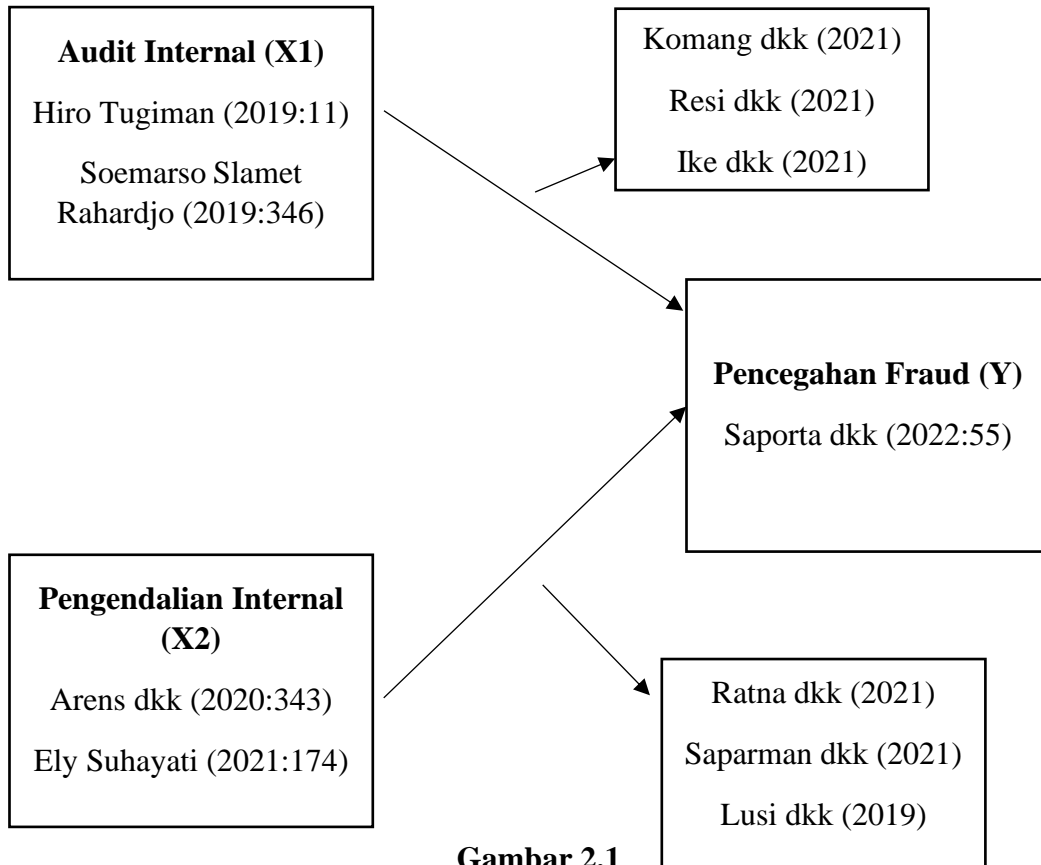 Audit Internal (X1)
Hiro Tugiman (2019:11)
Soemarso Slamet
Rahardjo (2019:346)
Komang dkk (2021)
Resi dkk (2021)
Ike dkk (2021)
Pencegahan Fraud (Y)
Saporta dkk (2022:55)
Pengendalian Internal
(X2)
Arens dkk (2020:343)
Ely Suhayati (2021:174)
Ratna dkk (2021)
Saparman dkk (2021)
Lusi dkk (2019)
Gambar 2.1